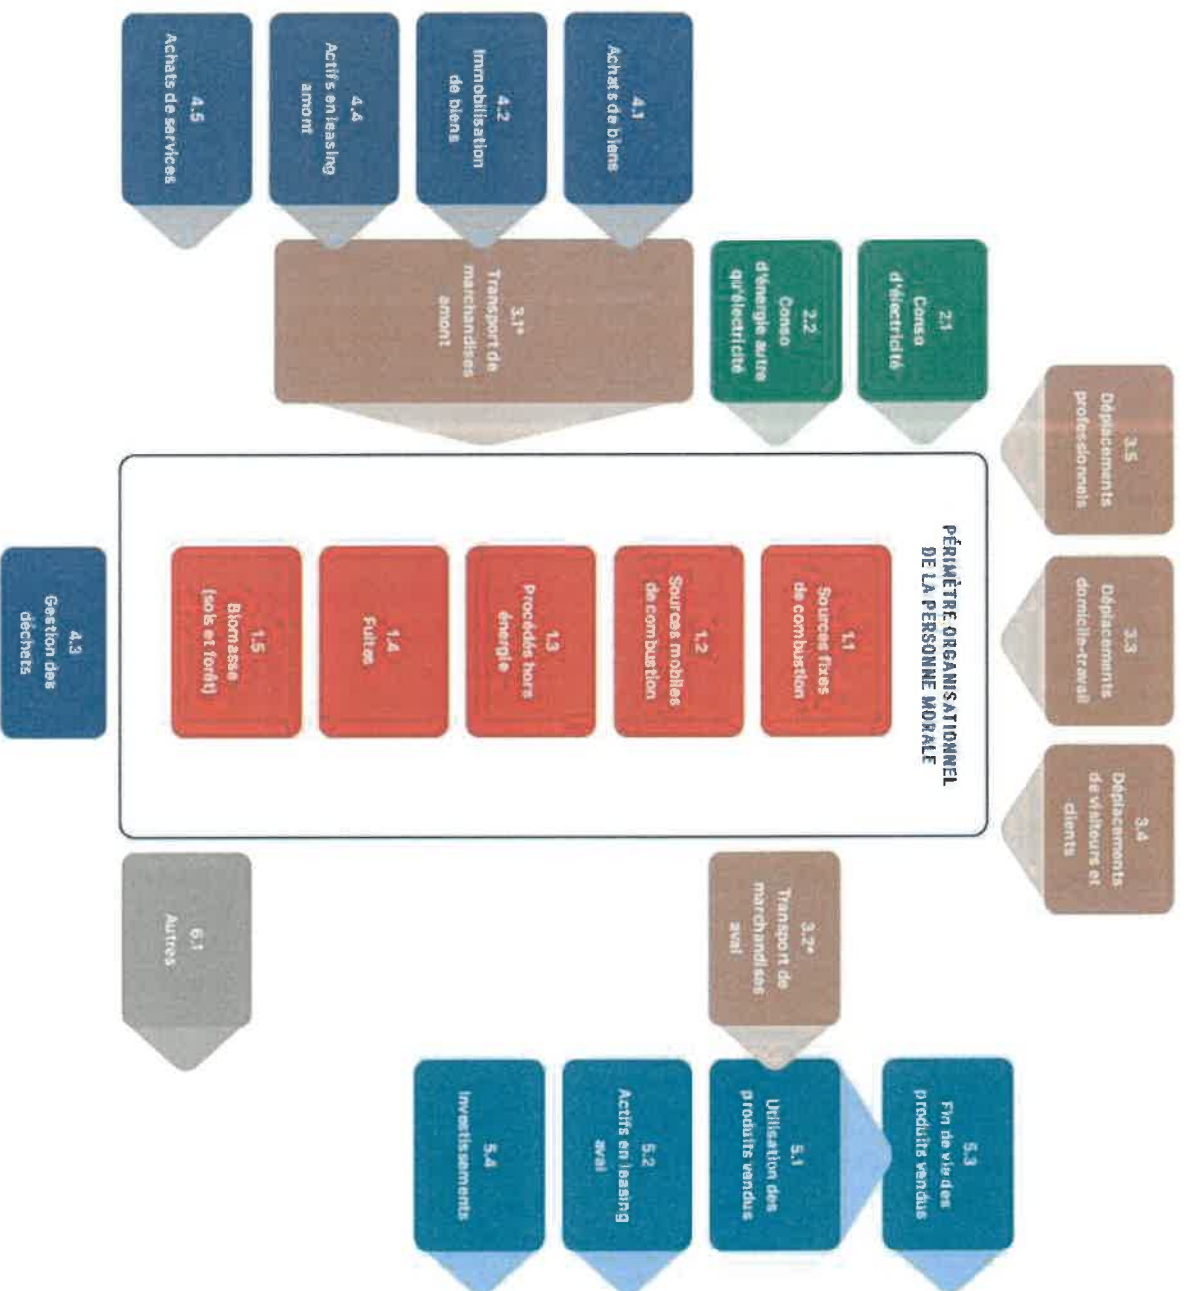 3.5
Déplacements
professionnels
3.3
Déplacements
domicile-travail
3.4
Déplacements
de visiteurs et
clients
2.1
Conso
d'électricité
2.2
Conso
d'énergie autre
qu'électricité
4.1
Achats de biens
4.2
Immobilisation
de biens
4.4
Actifs en leasing
amont
4.5
Achats de services
3.1*
Transport de
marchandises
amont
PÉRIMÈTRE ORGANISATIONNEL
DE LA PERSONNE MORALE
1.1
Sources fixes
de combustion
1.2
Sources mobiles
de combustion
1.3
Procédés hors
énergie
1.4
Fuites
1.5
Biomasse
(sols et forêt)
4.3
Gestion des
déchets
3.2*
Transport de
marchandises
aval
6.1
Autres
5.3
Fin de vie des
produits vendus
5.1
Utilisation des
produits vendus
5.2
Actifs en leasing
aval
5.4
Investissements